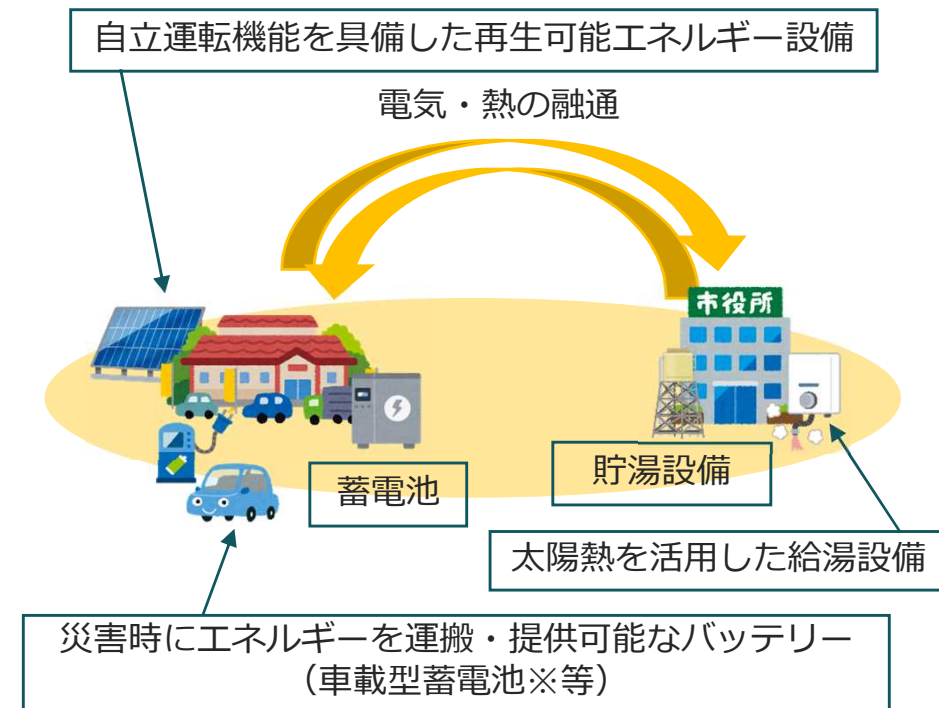 自立運転機能を具備した再生可能エネルギー設備
電気・熱の融通
市役所
蓄電池
貯湯設備
太陽熱を活用した給湯設備
災害時にエネルギーを運搬・提供可能なバッテリー
（車載型蓄電池※等）